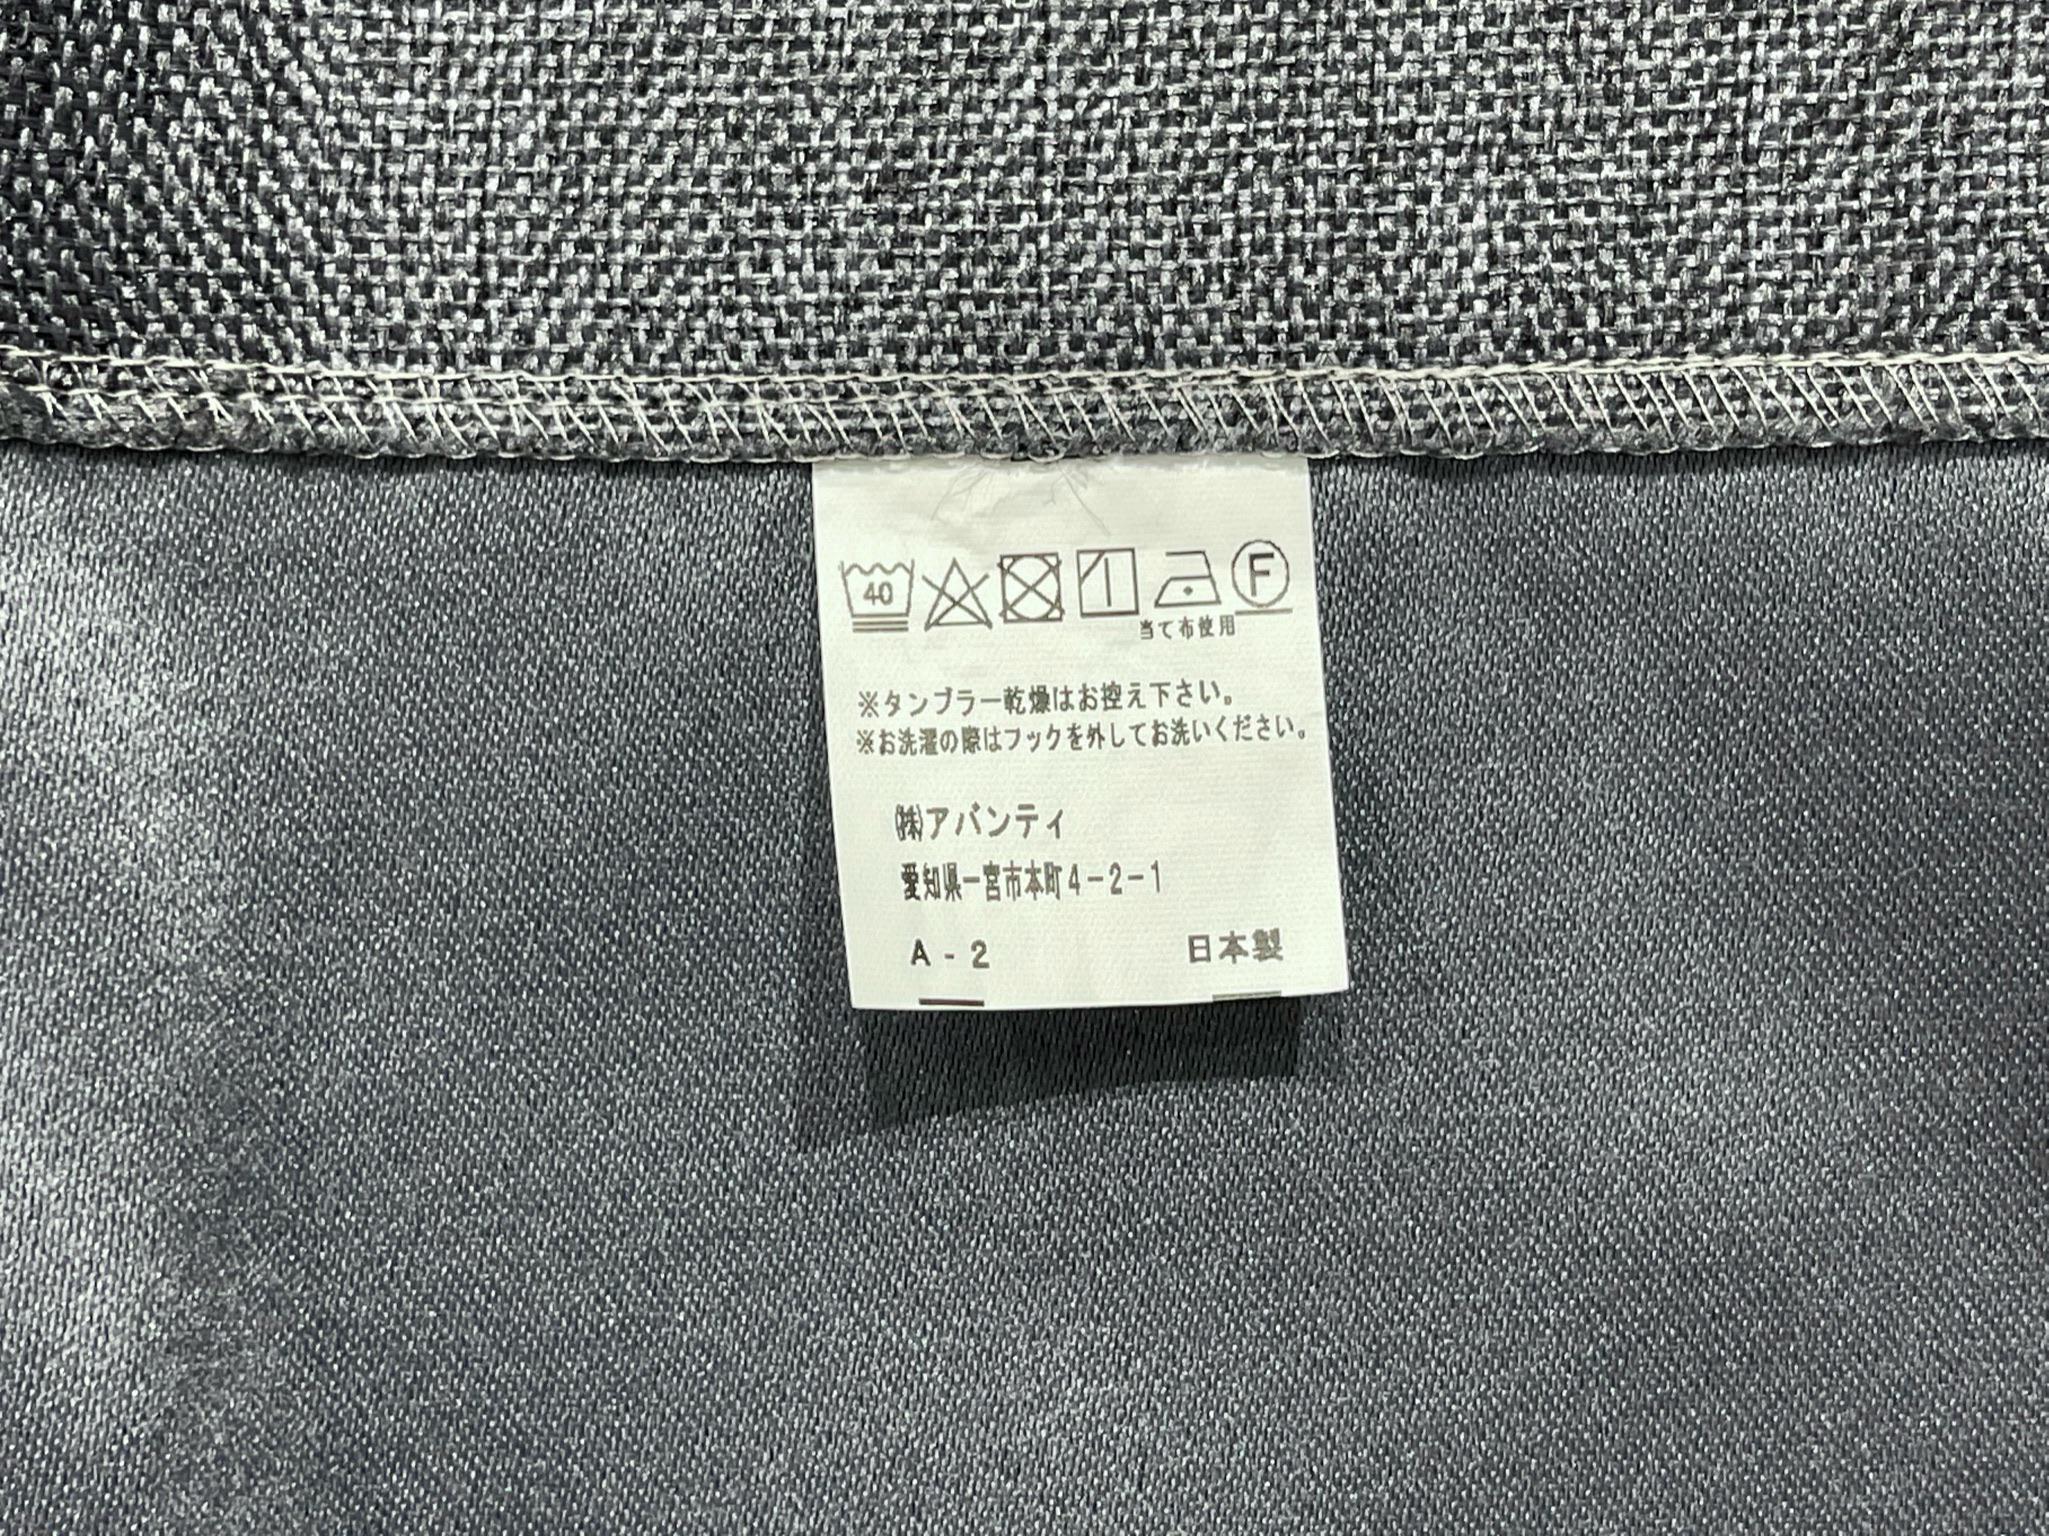 40
F
当て布使用
※タンブラー乾燥はお控え下さい。
※お洗濯の際はフックを外してお洗いください。
㈱アバンティ
愛知県一宮市本町4-2-1
A - 2 日本製